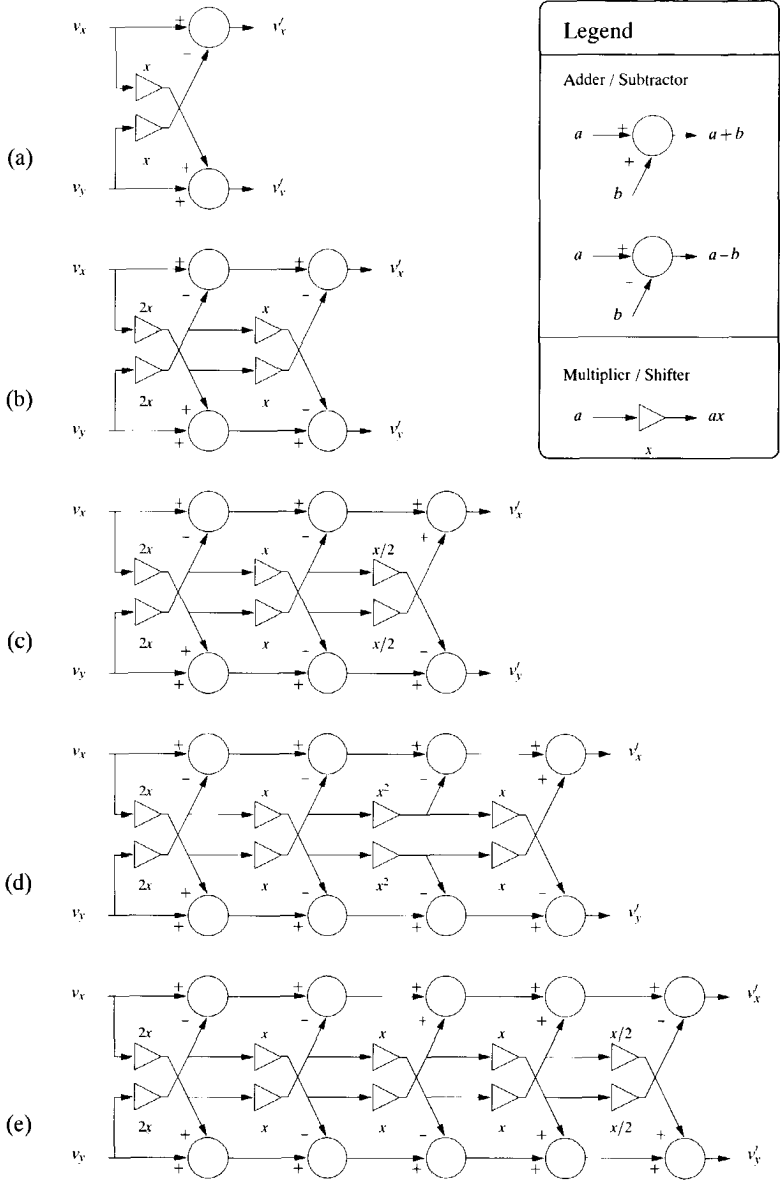 v_x + v′_x
−
x
x
(a)
+
v_y + v′_y
v_x + + v′_x
− −
2x x
2x x
(b)
+ −
v_y + + v′_y
v_x + + + v′_x
− − +
2x x x/2
2x x x/2
(c)
+ − −
v_y + + + v′_y
v_x + + + + v′_x
− − − +
2x x x² x
2x x x² x
(d)
+ − − −
v_y + + + + v′_y
v_x + + + + + v′_x
− − + + −
2x x x x x/2
2x x x x x/2
(e)
+ − − + +
v_y + + + + + v′_y
Legend
Adder / Subtractor
a + a + b
+
b
a + a − b
−
b
Multiplier / Shifter
a ax
x